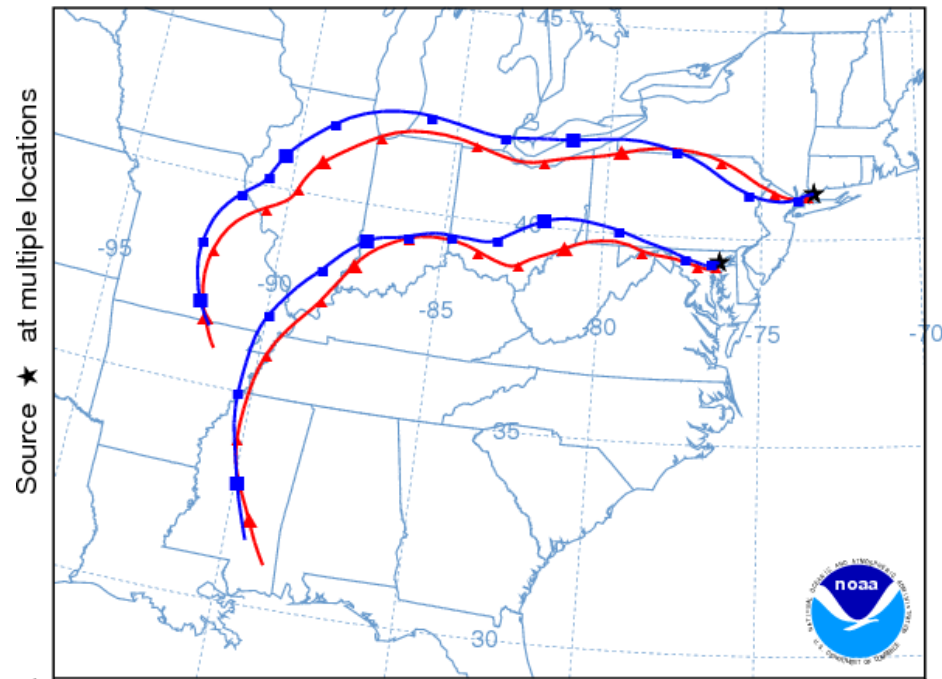 Source ★ at multiple locations
45
-95
-90
40
-85
-80
-75
-70
35
30
NATIONAL OCEANIC AND ATMOSPHERIC ADMINISTRATION
noaa
U.S. DEPARTMENT OF COMMERCE